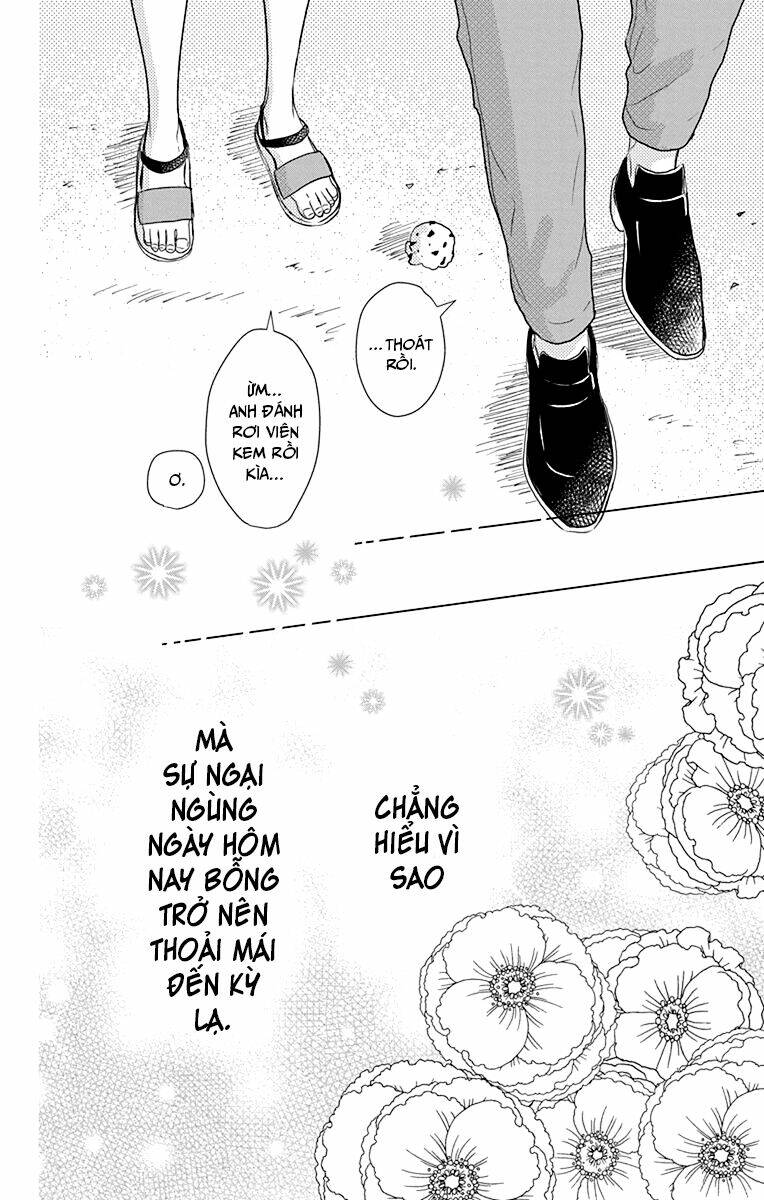 ...THOÁT
RỒI.
ỪM...
ANH ĐÁNH
RƠI VIÊN
KEM RỒI
KÌA...
Ơ.
CHẲNG
HIỂU VÌ
SAO
MÀ
SỰ NGẠI
NGÙNG
NGÀY HÔM
NAY BỖNG
TRỞ NÊN
THOẢI MÁI
ĐẾN KỲ
LẠ.